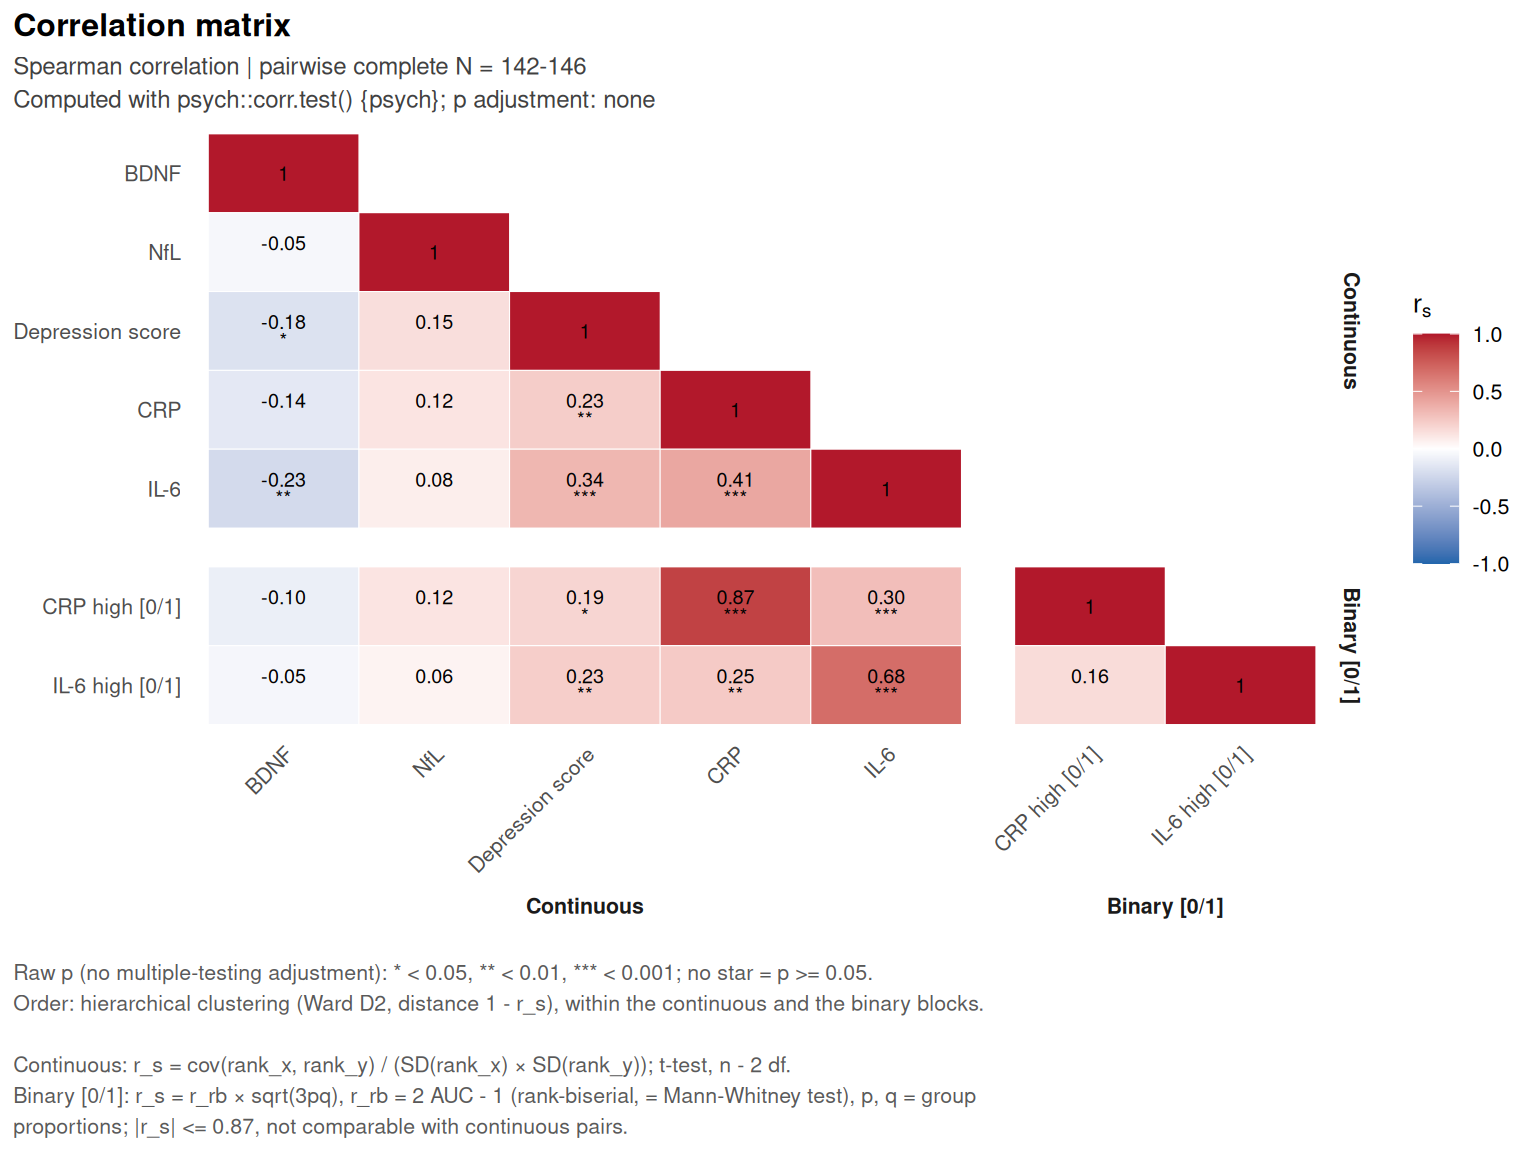 Correlation matrix
Spearman correlation | pairwise complete N = 142-146
Computed with psych::corr.test() {psych}; p adjustment: none
BDNF 1
NfL -0.05 1
Depression score -0.18 * 0.15 1
CRP -0.14 0.12 0.23 ** 1
IL-6 -0.23 ** 0.08 0.34 *** 0.41 *** 1
CRP high [0/1] -0.10 0.12 0.19 * 0.87 *** 0.30 *** 1
IL-6 high [0/1] -0.05 0.06 0.23 ** 0.25 ** 0.68 *** 0.16 1
Continuous
Binary [0/1]
r_s
1.0
0.5
0.0
-0.5
-1.0
BDNF
NfL
Depression score
CRP
IL-6
CRP high [0/1]
IL-6 high [0/1]
Continuous
Binary [0/1]
Raw p (no multiple-testing adjustment): * < 0.05, ** < 0.01, *** < 0.001; no star = p >= 0.05.
Order: hierarchical clustering (Ward D2, distance 1 - r_s), within the continuous and the binary blocks.
Continuous: r_s = cov(rank_x, rank_y) / (SD(rank_x) × SD(rank_y)); t-test, n - 2 df.
Binary [0/1]: r_s = r_rb × sqrt(3pq), r_rb = 2 AUC - 1 (rank-biserial, = Mann-Whitney test), p, q = group
proportions; |r_s| <= 0.87, not comparable with continuous pairs.